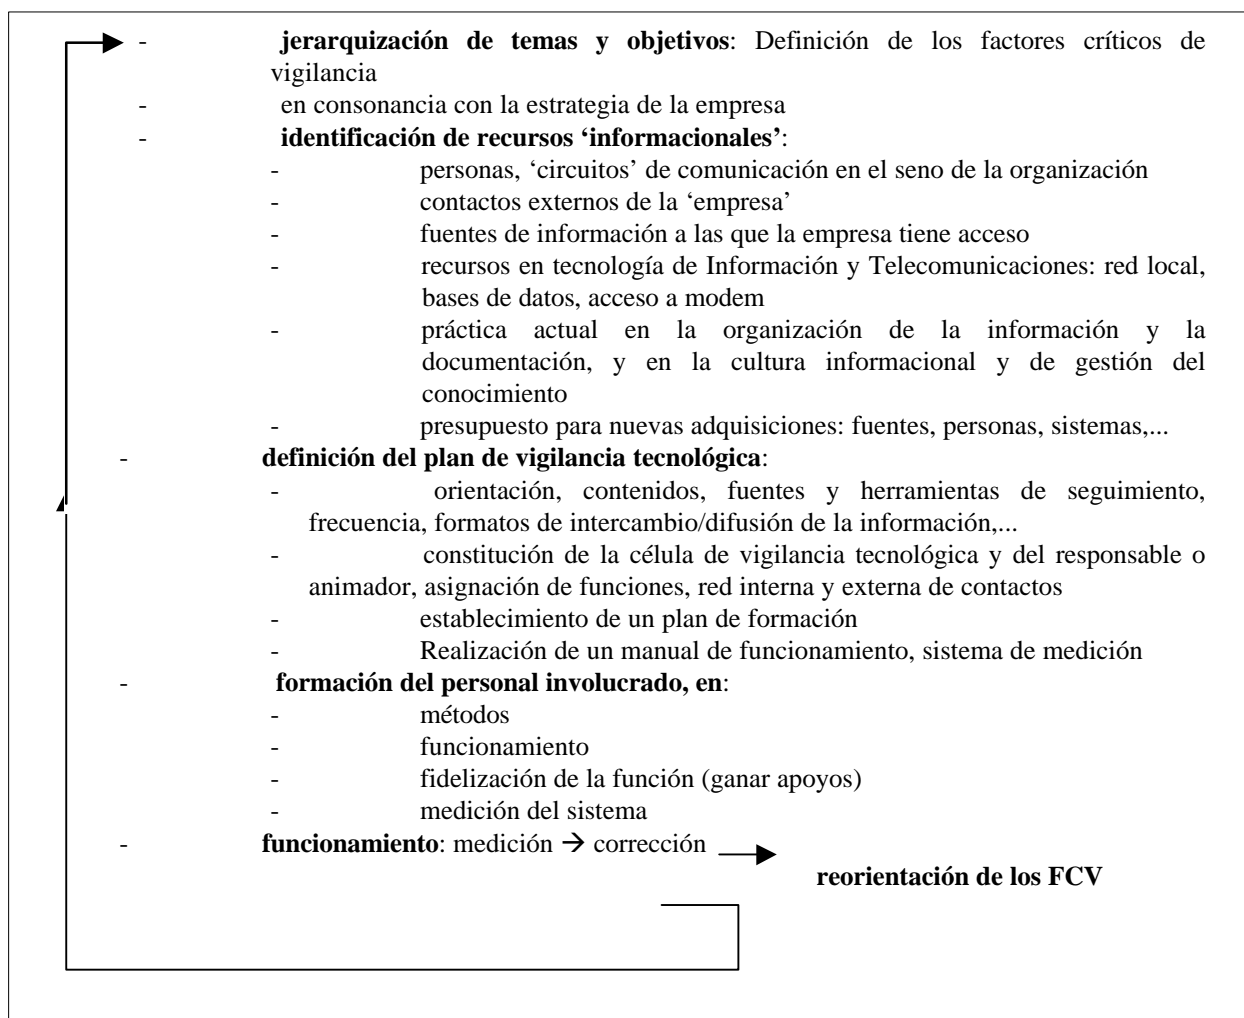 - jerarquización de temas y objetivos: Definición de los factores críticos de
vigilancia
- en consonancia con la estrategia de la empresa
- identificación de recursos ‘informacionales’:
- personas, ‘circuitos’ de comunicación en el seno de la organización
- contactos externos de la ‘empresa’
- fuentes de información a las que la empresa tiene acceso
- recursos en tecnología de Información y Telecomunicaciones: red local,
bases de datos, acceso a modem
- práctica actual en la organización de la información y la
documentación, y en la cultura informacional y de gestión del
conocimiento
- presupuesto para nuevas adquisiciones: fuentes, personas, sistemas,...
- definición del plan de vigilancia tecnológica:
- orientación, contenidos, fuentes y herramientas de seguimiento,
frecuencia, formatos de intercambio/difusión de la información,...
- constitución de la célula de vigilancia tecnológica y del responsable o
animador, asignación de funciones, red interna y externa de contactos
- establecimiento de un plan de formación
- Realización de un manual de funcionamiento, sistema de medición
- formación del personal involucrado, en:
- métodos
- funcionamiento
- fidelización de la función (ganar apoyos)
- medición del sistema
- funcionamiento: medición → corrección
reorientación de los FCV